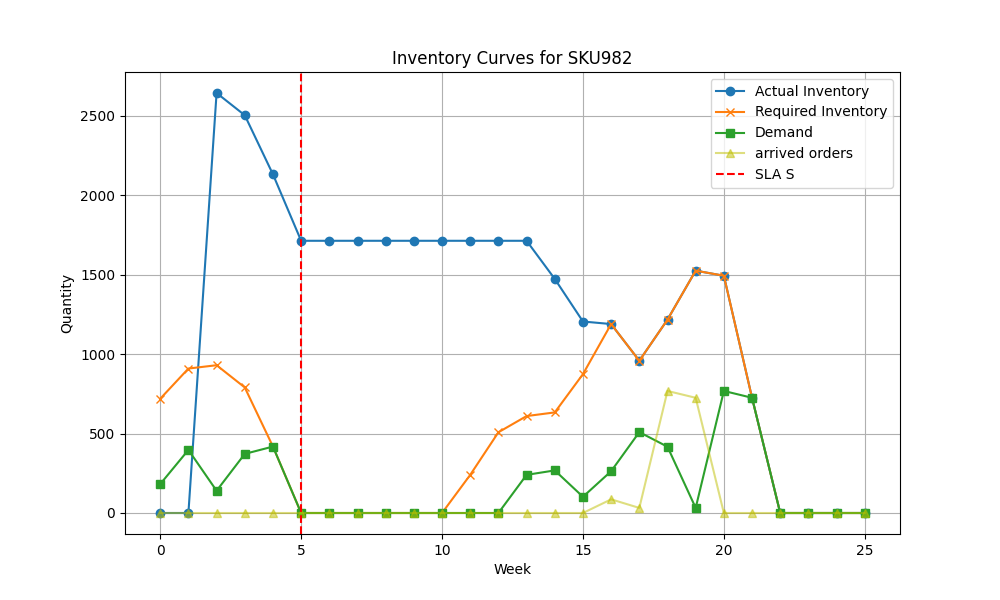 Inventory Curves for SKU982
Actual Inventory
Required Inventory
Demand
arrived orders
SLA S
Quantity
2500
2000
1500
1000
500
0
0 5 10 15 20 25
Week